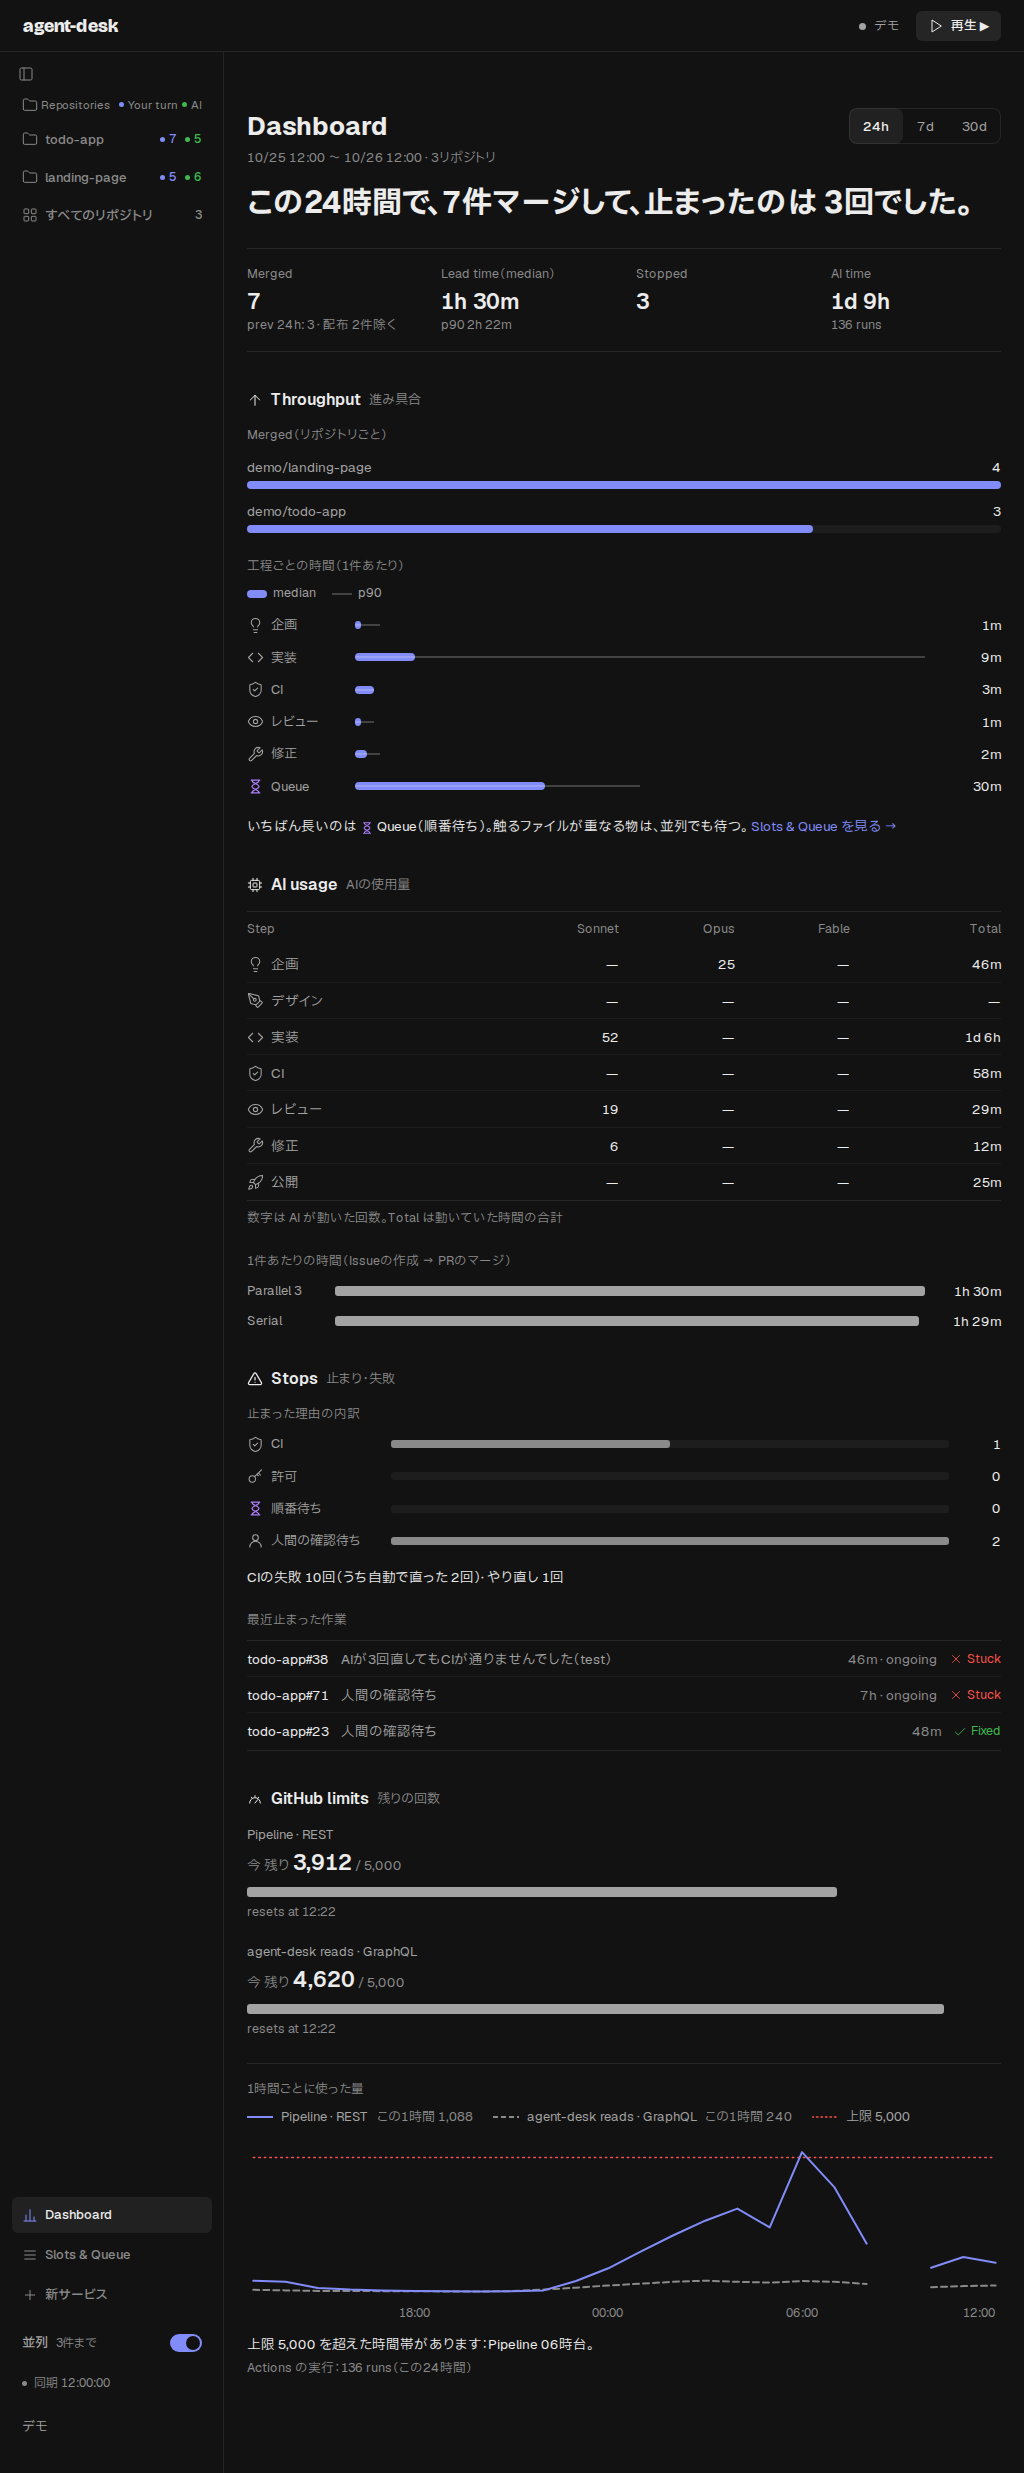 agent-desk
デモ
再生 ▶
Repositories
Your turn
AI
todo-app
7
5
landing-page
5
6
すべてのリポジトリ
3
Dashboard
24h
7d
30d
10/25 12:00 〜 10/26 12:00 · 3リポジトリ
この24時間で、7件マージして、止まったのは 3回でした。
Merged
7
prev 24h: 3 · 配布 2件除く
Lead time（median）
1h 30m
p90 2h 22m
Stopped
3
AI time
1d 9h
136 runs
Throughput 進み具合
Merged（リポジトリごと）
demo/landing-page 4
demo/todo-app 3
工程ごとの時間（1件あたり）
median p90
企画 1m
実装 9m
CI 3m
レビュー 1m
修正 2m
Queue 30m
いちばん長いのは Queue（順番待ち）。触るファイルが重なる物は、並列でも待つ。Slots & Queue を見る →
AI usage AIの使用量
Step Sonnet Opus Fable Total
企画 — 25 — 46m
デザイン — — — —
実装 52 — — 1d 6h
CI — — — 58m
レビュー 19 — — 29m
修正 6 — — 12m
公開 — — — 25m
数字は AI が動いた回数。Total は動いていた時間の合計
1件あたりの時間（Issueの作成 → PRのマージ）
Parallel 3 1h 30m
Serial 1h 29m
Stops 止まり・失敗
止まった理由の内訳
CI 1
許可 0
順番待ち 0
人間の確認待ち 2
CIの失敗 10回（うち自動で直った 2回）· やり直し 1回
最近止まった作業
todo-app#38 AIが3回直してもCIが通りませんでした（test） 46m · ongoing Stuck
todo-app#71 人間の確認待ち 7h · ongoing Stuck
todo-app#23 人間の確認待ち 48m Fixed
GitHub limits 残りの回数
Pipeline · REST
今 残り 3,912 / 5,000
resets at 12:22
agent-desk reads · GraphQL
今 残り 4,620 / 5,000
resets at 12:22
1時間ごとに使った量
Pipeline · REST この1時間 1,088 agent-desk reads · GraphQL この1時間 240 上限 5,000
18:00 00:00 06:00 12:00
上限 5,000 を超えた時間帯があります：Pipeline 06時台。
Actions の実行：136 runs（この24時間）
Dashboard
Slots & Queue
新サービス
並列 3件まで
同期 12:00:00
デモ